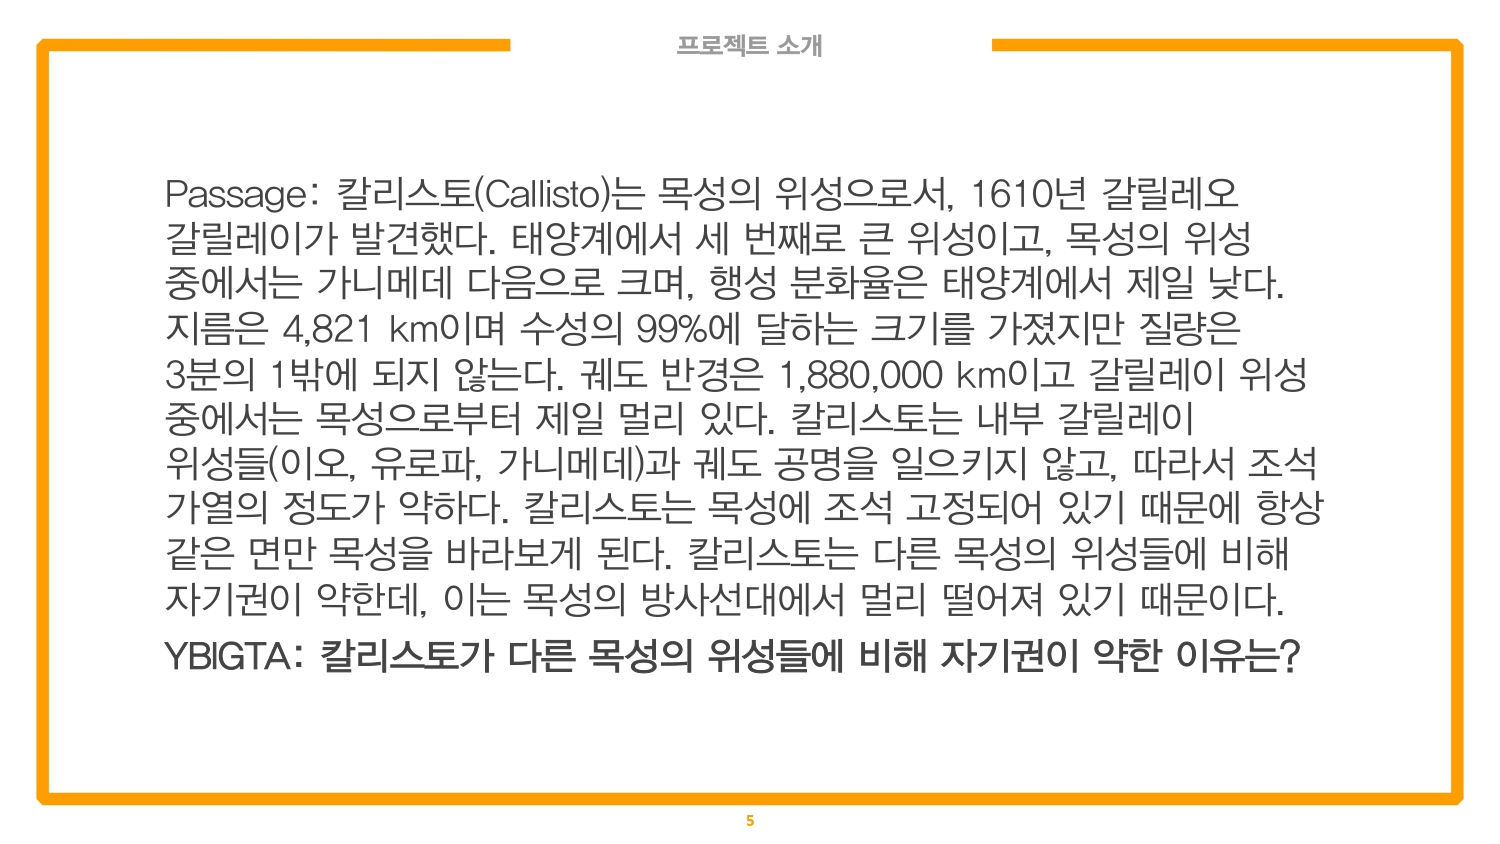 프로젝트 소개
Passage: 칼리스토(Callisto)는 목성의 위성으로서, 1610년 갈릴레오
갈릴레이가 발견했다. 태양계에서 세 번째로 큰 위성이고, 목성의 위성
중에서는 가니메데 다음으로 크며, 행성 분화율은 태양계에서 제일 낮다.
지름은 4,821 km이며 수성의 99%에 달하는 크기를 가졌지만 질량은
3분의 1밖에 되지 않는다. 궤도 반경은 1,880,000 km이고 갈릴레이 위성
중에서는 목성으로부터 제일 멀리 있다. 칼리스토는 내부 갈릴레이
위성들(이오, 유로파, 가니메데)과 궤도 공명을 일으키지 않고, 따라서 조석
가열의 정도가 약하다. 칼리스토는 목성에 조석 고정되어 있기 때문에 항상
같은 면만 목성을 바라보게 된다. 칼리스토는 다른 목성의 위성들에 비해
자기권이 약한데, 이는 목성의 방사선대에서 멀리 떨어져 있기 때문이다.
YBIGTA: 칼리스토가 다른 목성의 위성들에 비해 자기권이 약한 이유는?
5